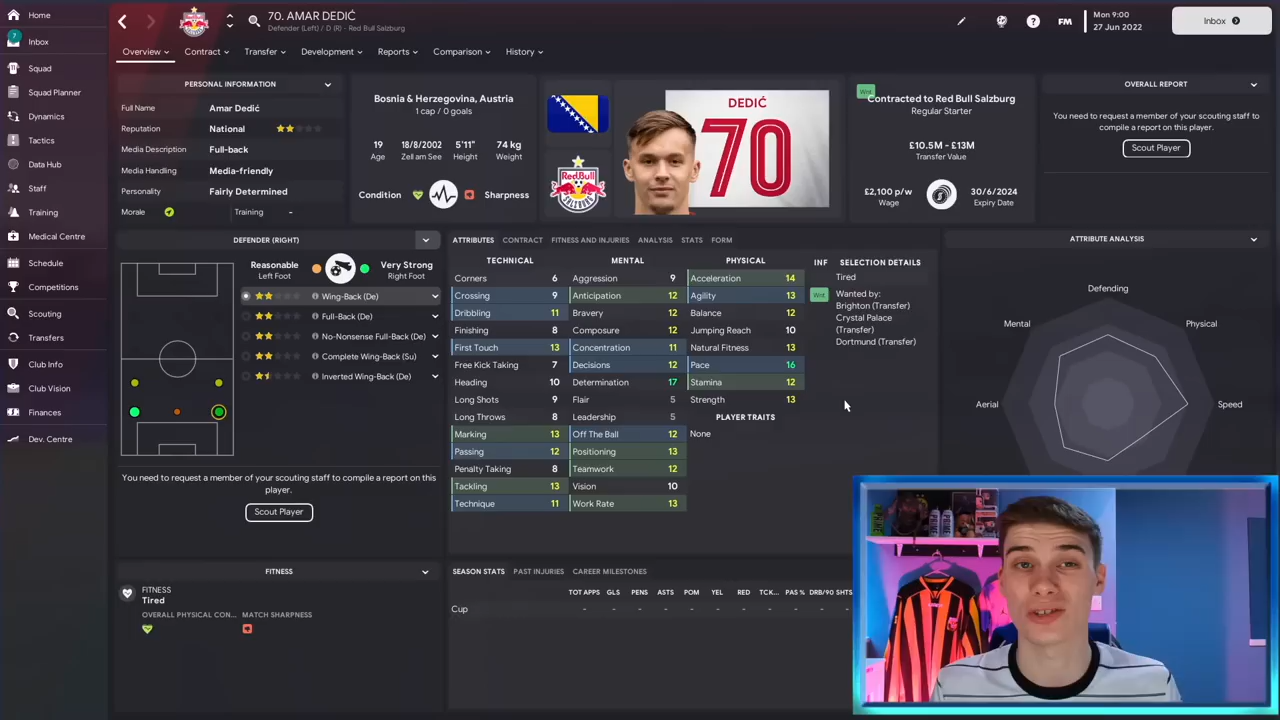 Home
7
Inbox
Squad
Squad Planner
Dynamics
Tactics
Data Hub
Staff
Training
Medical Centre
Schedule
Competitions
Scouting
Transfers
Club Info
Club Vision
Finances
Dev. Centre
70. AMAR DEDIĆ
Defender (Left) / D (R) - Red Bull Salzburg
FM
Mon 9:00
27 Jun 2022
Inbox
Overview
Contract
Transfer
Development
Reports
Comparison
History
PERSONAL INFORMATION
Full Name Amar Dedić
Reputation National
Media Description Full-back
Media Handling Media-friendly
Personality Fairly Determined
Morale Training -
Bosnia & Herzegovina, Austria
1 cap / 0 goals
19 18/8/2002 5'11" 74 kg
Age Zell am See Height Weight
Condition Sharpness
RedBull
SALZBURG
DEDIĆ
70
Wnt
Contracted to Red Bull Salzburg
Regular Starter
£10.5M - £13M
Transfer Value
£2,100 p/w 30/6/2024
Wage Expiry Date
OVERALL REPORT
You need to request a member of your scouting staff to
compile a report on this player.
Scout Player
DEFENDER (RIGHT)
Reasonable Very Strong
Left Foot Right Foot
Wing-Back (De)
Full-Back (De)
No-Nonsense Full-Back (De)
Complete Wing-Back (Su)
Inverted Wing-Back (De)
You need to request a member of your scouting staff to compile a report on this
player.
Scout Player
ATTRIBUTES CONTRACT FITNESS AND INJURIES ANALYSIS STATS FORM
TECHNICAL MENTAL PHYSICAL
Corners 6 Aggression 9 Acceleration 14
Crossing 9 Anticipation 12 Agility 13
Dribbling 11 Bravery 12 Balance 12
Finishing 8 Composure 12 Jumping Reach 10
First Touch 13 Concentration 11 Natural Fitness 13
Free Kick Taking 7 Decisions 12 Pace 16
Heading 10 Determination 17 Stamina 12
Long Shots 9 Flair 5 Strength 13
Long Throws 8 Leadership 5 PLAYER TRAITS
Marking 13 Off The Ball 12 None
Passing 12 Positioning 13
Penalty Taking 8 Teamwork 12
Tackling 13 Vision 10
Technique 11 Work Rate 13
INF SELECTION DETAILS
Tired
Wnt Wanted by:
Brighton (Transfer)
Crystal Palace
(Transfer)
Dortmund (Transfer)
ATTRIBUTE ANALYSIS
Defending
Mental Physical
Aerial Speed
FITNESS
FITNESS
Tired
OVERALL PHYSICAL CON... MATCH SHARPNESS
SEASON STATS PAST INJURIES CAREER MILESTONES
TOT APPS GLS PENS ASTS POM YEL RED TCK... PAS % DRB/90 SHTS
Cup - - - - - - - - - - -